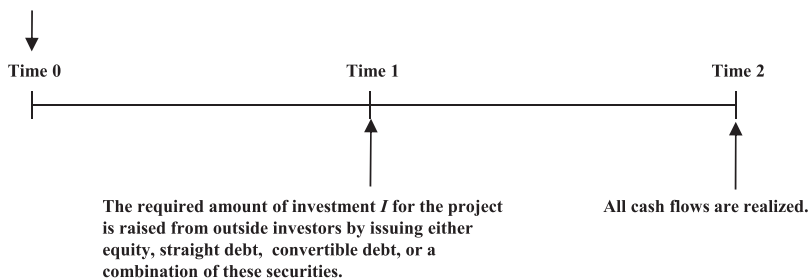 Time 0
Time 1
Time 2
The required amount of investment I for the project
is raised from outside investors by issuing either
equity, straight debt, convertible debt, or a
combination of these securities.
All cash flows are realized.